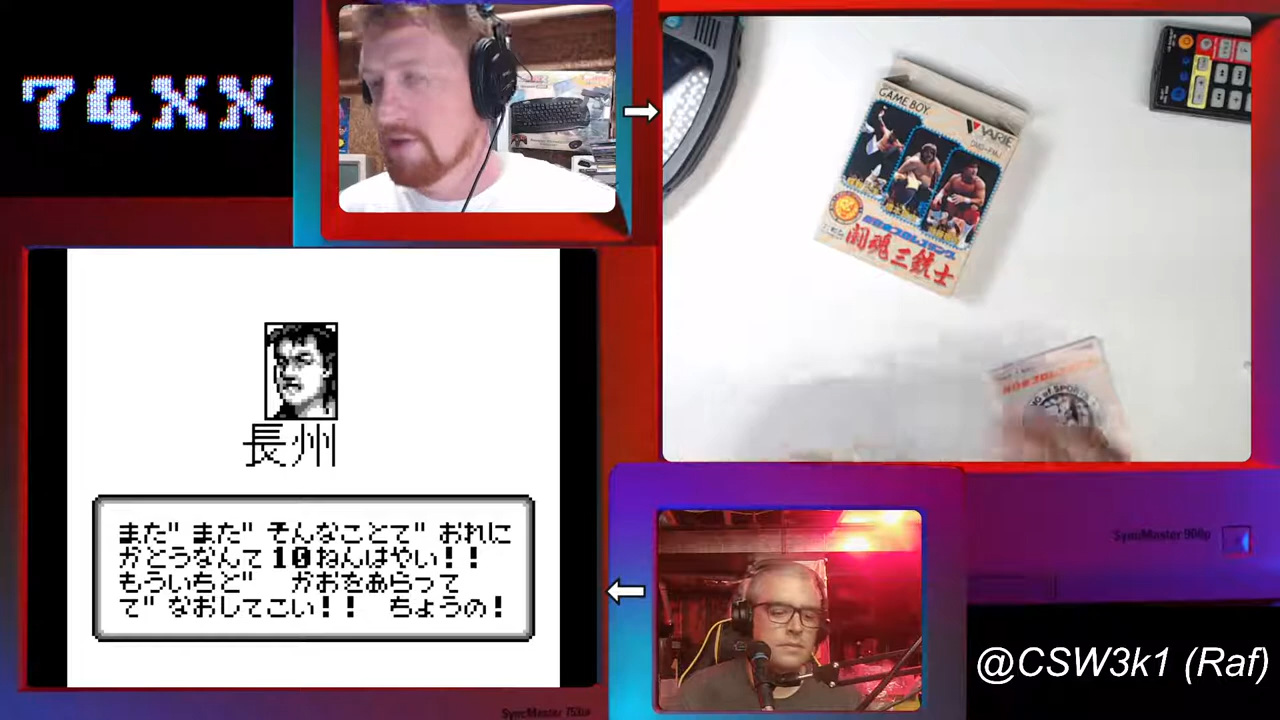 74XX
GAME BOY
VARIE
闘魂三銃士
長州
まだ まだ そんなことで おれに
かとうなんて 10ねんはやい！！
もういちど かおをあらって
で なおしてこい！！ ちょうの！
SyncMaster 900p
@CSW3k1 (Raf)